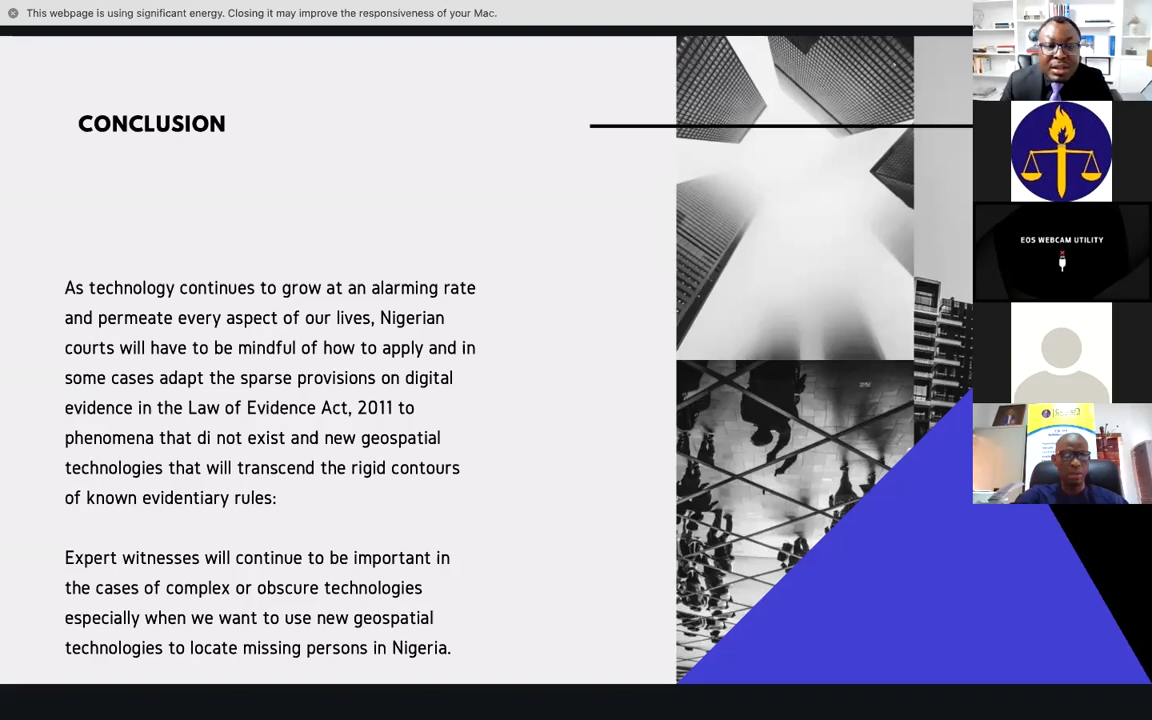 This webpage is using significant energy. Closing it may improve the responsiveness of your Mac.
CONCLUSION
As technology continues to grow at an alarming rate
and permeate every aspect of our lives, Nigerian
courts will have to be mindful of how to apply and in
some cases adapt the sparse provisions on digital
evidence in the Law of Evidence Act, 2011 to
phenomena that di not exist and new geospatial
technologies that will transcend the rigid contours
of known evidentiary rules:
Expert witnesses will continue to be important in
the cases of complex or obscure technologies
especially when we want to use new geospatial
technologies to locate missing persons in Nigeria.
EOS WEBCAM UTILITY